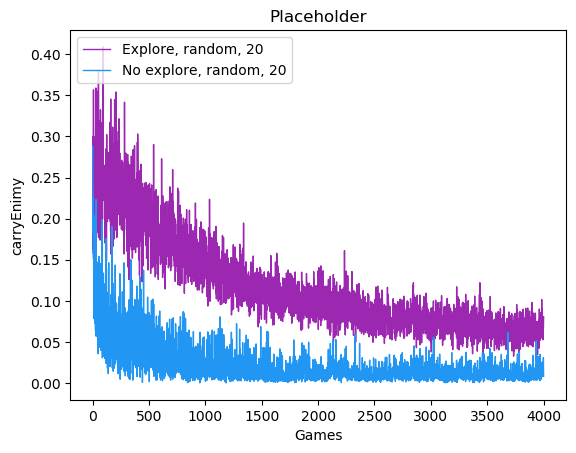 Placeholder
Explore, random, 20
No explore, random, 20
carryEnimy
0.40
0.35
0.30
0.25
0.20
0.15
0.10
0.05
0.00
0 500 1000 1500 2000 2500 3000 3500 4000
Games